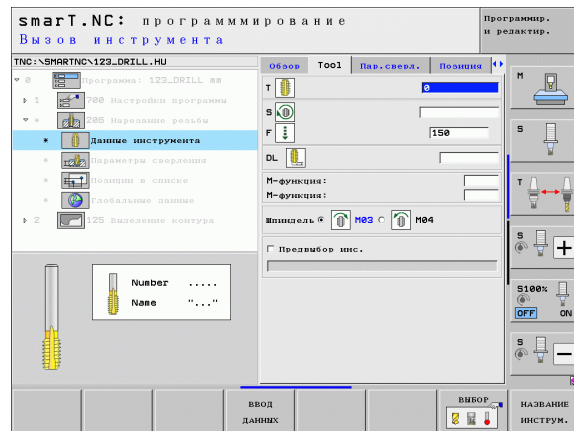 smarT.NC: программмирование
Программир.
и редактир.
Вызов инструмента
TNC:\SMARTNC\123_DRILL.HU
0 Программа: 123_DRILL мм
1 700 Настройки программы
205 Нарезание резьбы
Данные инструмента
Параметры сверления
Позиции в списке
Глобальные данные
2 125 Выделение контура
Обзор Tool Пар.сверл. Позиция
T 0
S
F 150
DL
М-функция:
М-функция:
Шпиндель M03 M04
Предвыбор инс.
Number .....
Name "..."
M
S
T
S
S100%
OFF ON
S
ВВОД
ДАННЫХ
ВЫБОР
НАЗВАНИЕ
ИНСТРУМ.